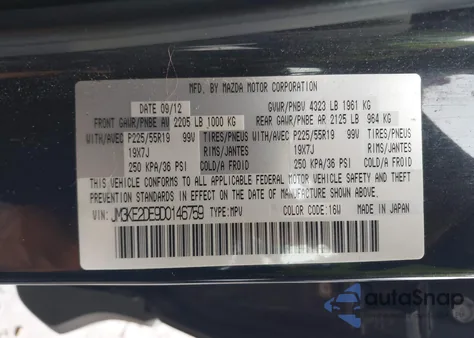 MFD. BY MAZDA MOTOR CORPORATION
DATE 09/12 GVWR/PNBV 4323 LB 1961 KG
FRONT GAWR/PNBE AV 2205 LB 1000 KG REAR GAWR/PNBE AR 2125 LB 964 KG
WITH/AVEC P225/55R19 99V TIRES/PNEUS WITH/AVEC P225/55R19 99V TIRES/PNEUS
19X7J RIMS/JANTES 19X7J RIMS/JANTES
250 KPA/36 PSI COLD/A FROID 250 KPA/36 PSI COLD/A FROID
THIS VEHICLE CONFORMS TO ALL APPLICABLE FEDERAL MOTOR VEHICLE SAFETY AND THEFT
PREVENTION STANDARDS IN EFFECT ON THE
DATE OF MANUFACTURE SHOWN ABOVE.
VIN: JM3KE2DE9D0146759 TYPE:MPV COLOR CODE:16W MADE IN JAPAN
autoSnap